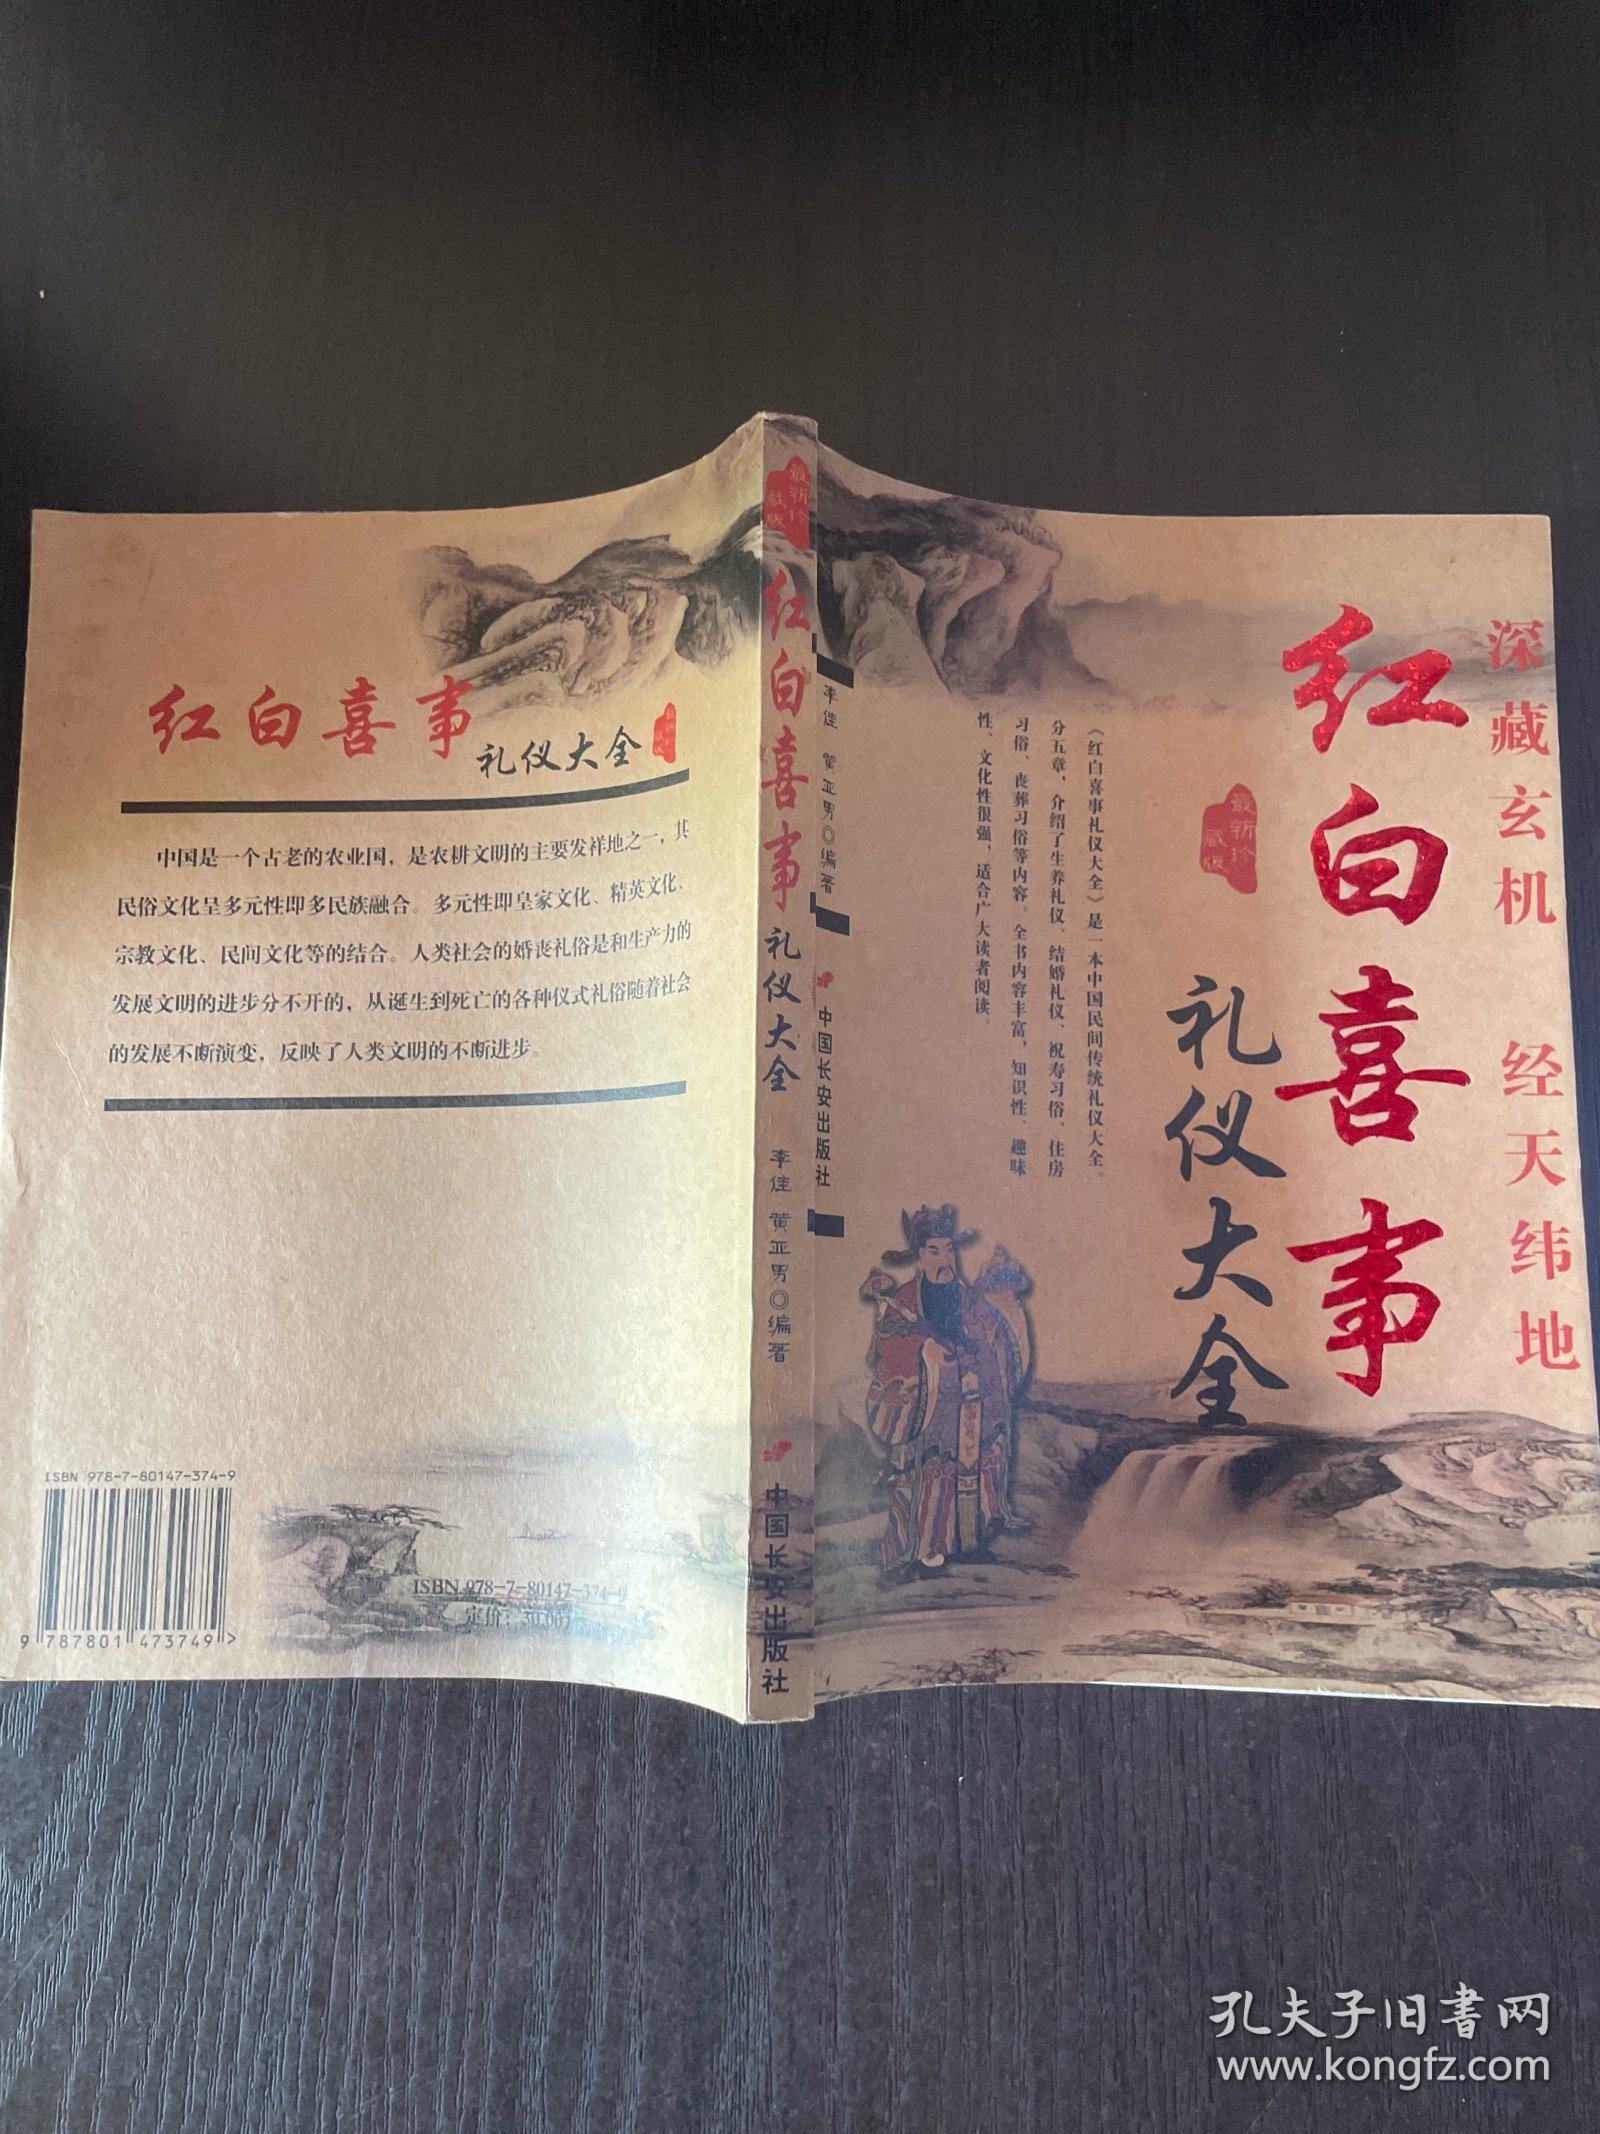 深藏玄机 经天纬地
红白喜事
礼仪大全
最新珍
藏版
《红白喜事礼仪大全》是一本中国民间传统礼仪大全。
分五章，介绍了生养礼仪、结婚礼仪、祝寿习俗、住房
习俗、丧葬习俗等内容。全书内容丰富，知识性、趣味
性、文化性很强，适合广大读者阅读。
李佳 黄亚男◎编著
中国长安出版社
最新珍
藏版
红白喜事礼仪大全
李佳 黄亚男◎编著
中国长安出版社
红白喜事
礼仪大全
中国是一个古老的农业国，是农耕文明的主要发祥地之一，其
民俗文化呈多元性即多民族融合。多元性即皇家文化、精英文化、
宗教文化、民间文化等的结合。人类社会的婚丧礼俗是和生产力的
发展文明的进步分不开的，从诞生到死亡的各种仪式礼俗随着社会
的发展不断演变，反映了人类文明的不断进步。
ISBN 978-7-80147-374-9
9 787801 473749 >
ISBN 978-7-80147-374-9
定价：30.00元
孔夫子旧书网
www.kongfz.com